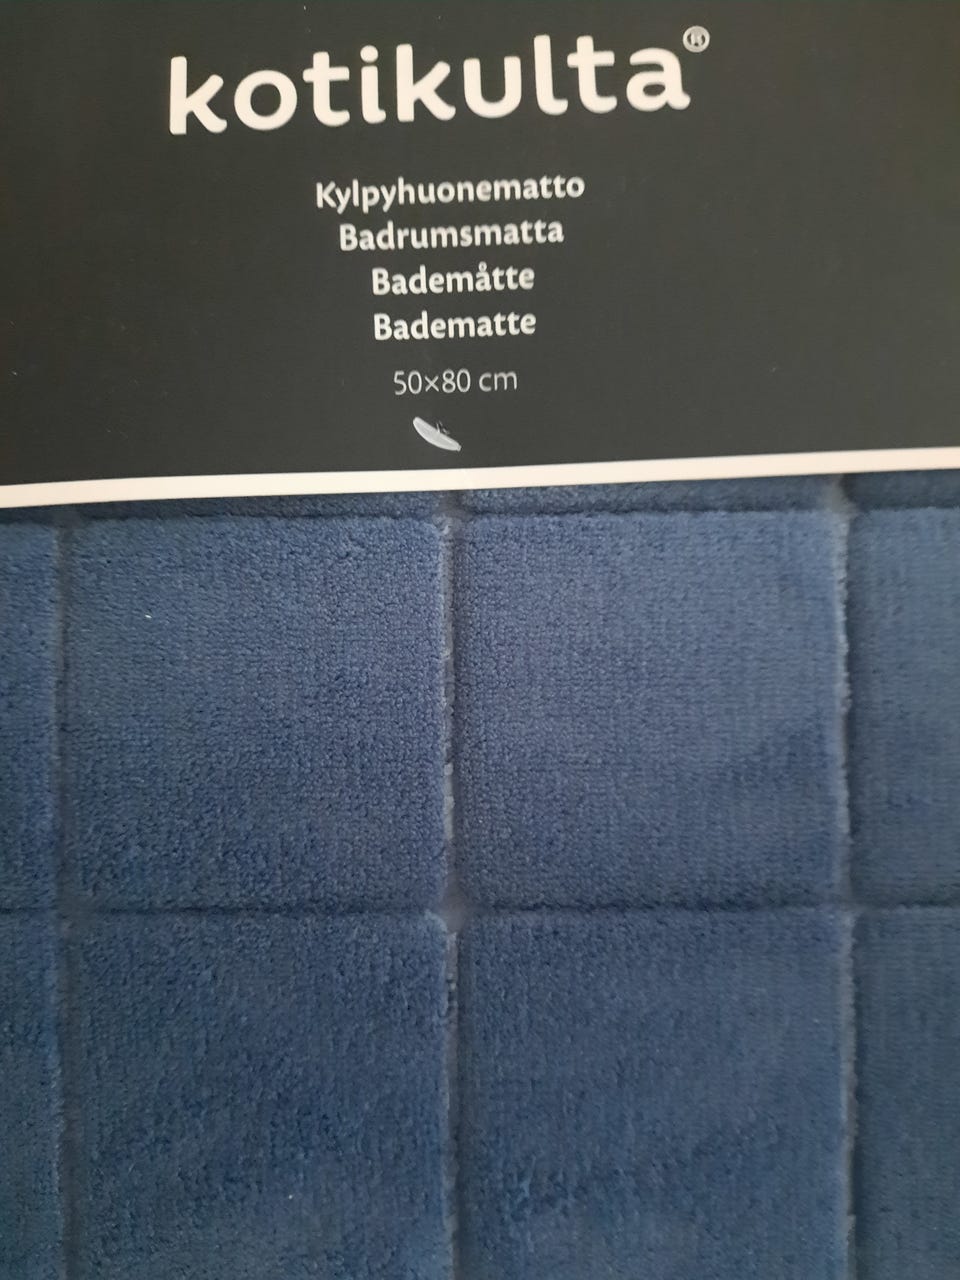 kotikulta®
Kylpyhuonematto
Badrumsmatta
Bademåtte
Badematte
50×80 cm